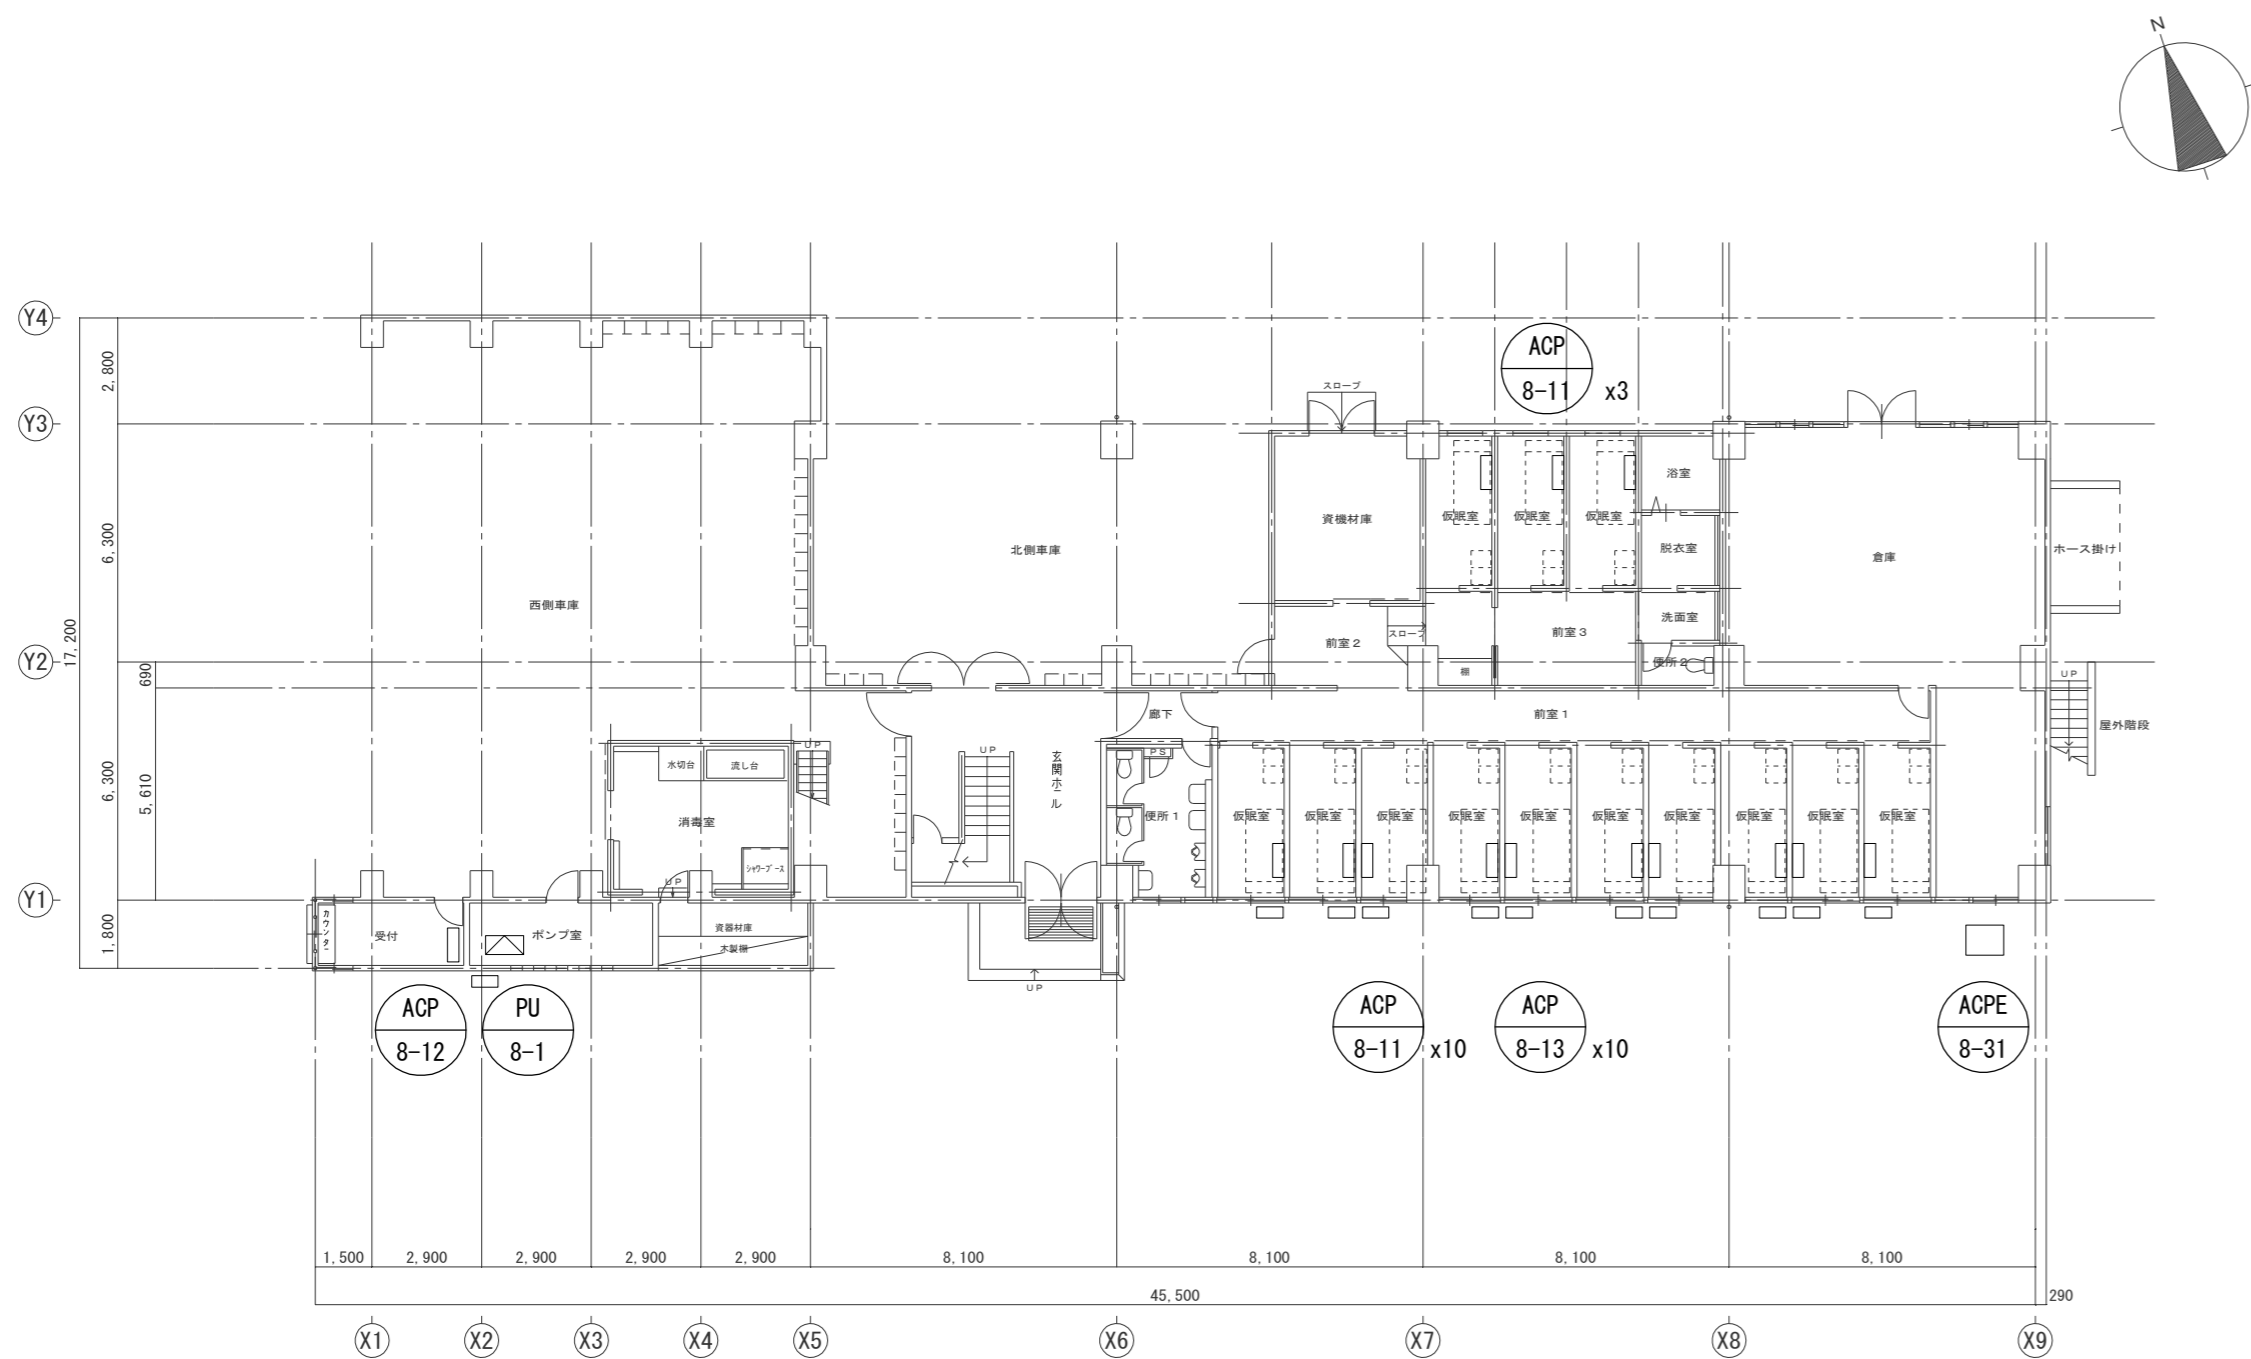 N
Y4
Y3
Y2
Y1
2,800
6,300
17,200
690
6,300
5,610
1,800
ACP
8-11 x3
スロープ
浴室
資機材庫
仮眠室
仮眠室
仮眠室
北側車庫
脱衣室
倉庫
ホース掛け
西側車庫
洗面室
前室2
スロープ
前室3
便所2
棚
UP
廊下
前室1
屋外階段
UP
UP
PS
水切台
流し台
玄関ホール
消毒室
便所1
仮眠室
仮眠室
仮眠室
仮眠室
仮眠室
仮眠室
仮眠室
仮眠室
仮眠室
仮眠室
シャワーブース
UP
カウンター
受付
ポンプ室
資器材庫
木製棚
UP
ACP
8-12
PU
8-1
ACP
8-11 x10
ACP
8-13 x10
ACPE
8-31
1,500
2,900
2,900
2,900
2,900
8,100
8,100
8,100
8,100
45,500
290
X1
X2
X3
X4
X5
X6
X7
X8
X9